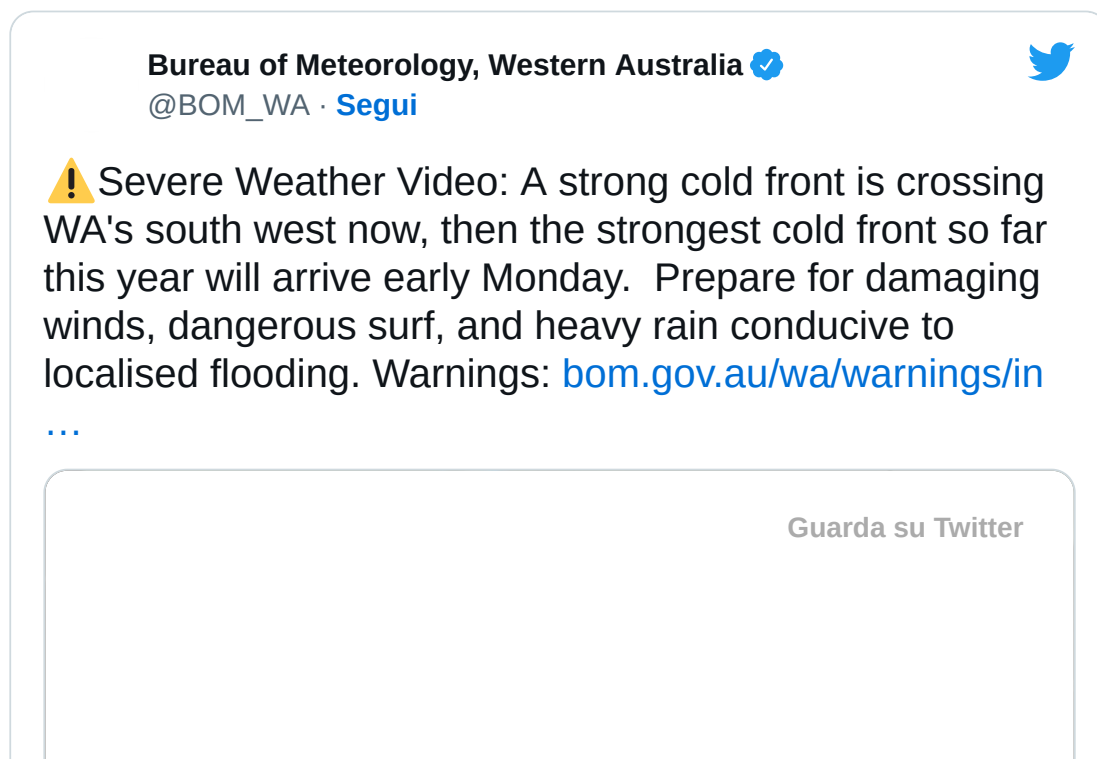 Bureau of Meteorology, Western Australia
@BOM_WA · Segui
⚠️Severe Weather Video: A strong cold front is crossing
WA's south west now, then the strongest cold front so far
this year will arrive early Monday.  Prepare for damaging
winds, dangerous surf, and heavy rain conducive to
localised flooding. Warnings: bom.gov.au/wa/warnings/in
…
Guarda su Twitter